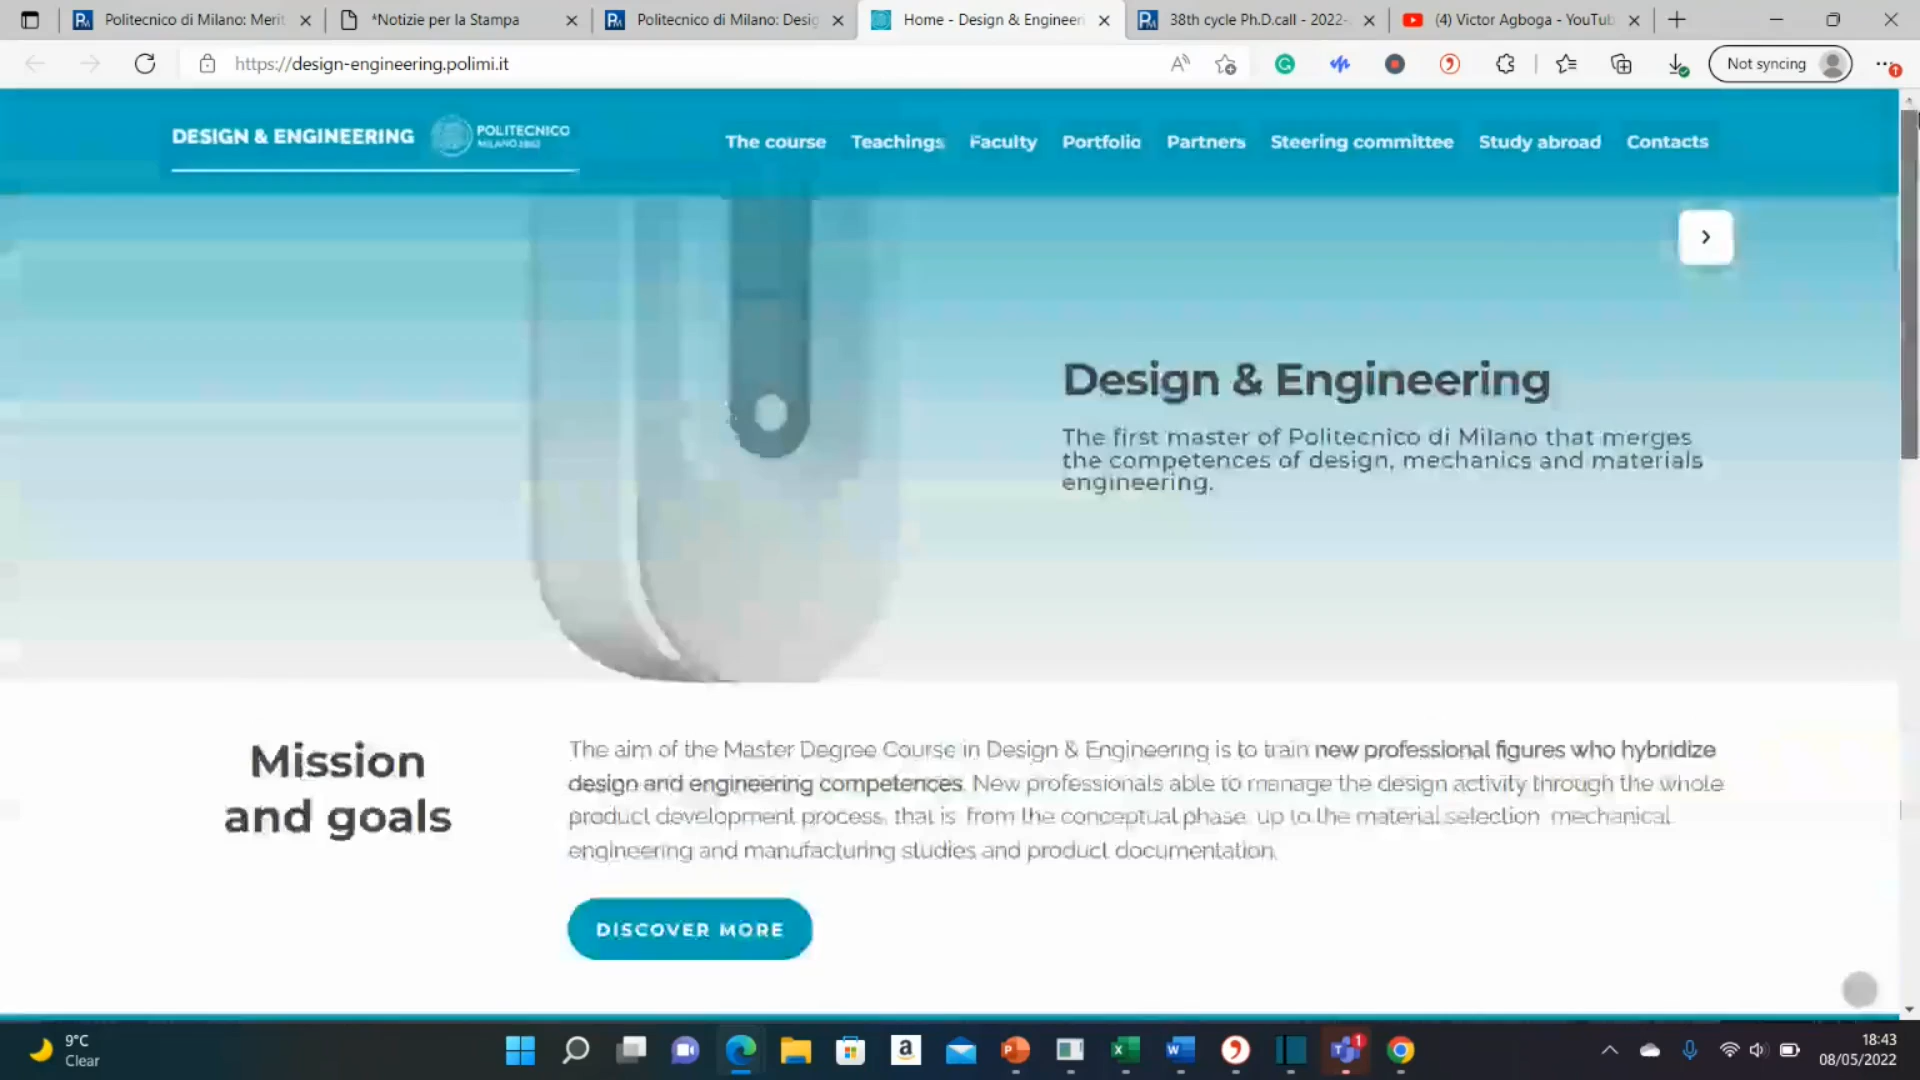 Politecnico di Milano: Merit
*Notizie per la Stampa
Politecnico di Milano: Desig
Home - Design & Engineeri
38th cycle Ph.D.call - 2022-
(4) Victor Agboga - YouTub
https://design-engineering.polimi.it
Not syncing
DESIGN & ENGINEERING
POLITECNICO
MILANO 1863
The course
Teachings
Faculty
Portfolio
Partners
Steering committee
Study abroad
Contacts
Design & Engineering
The first master of Politecnico di Milano that merges
the competences of design, mechanics and materials
engineering.
Mission
and goals
The aim of the Master Degree Course in Design & Engineering is to train new professional figures who hybridize
design and engineering competences. New professionals able to manage the design activity through the whole
product development process, that is from the conceptual phase up to the material selection mechanical
engineering and manufacturing studies and product documentation.
DISCOVER MORE
9°C
Clear
18:43
08/05/2022